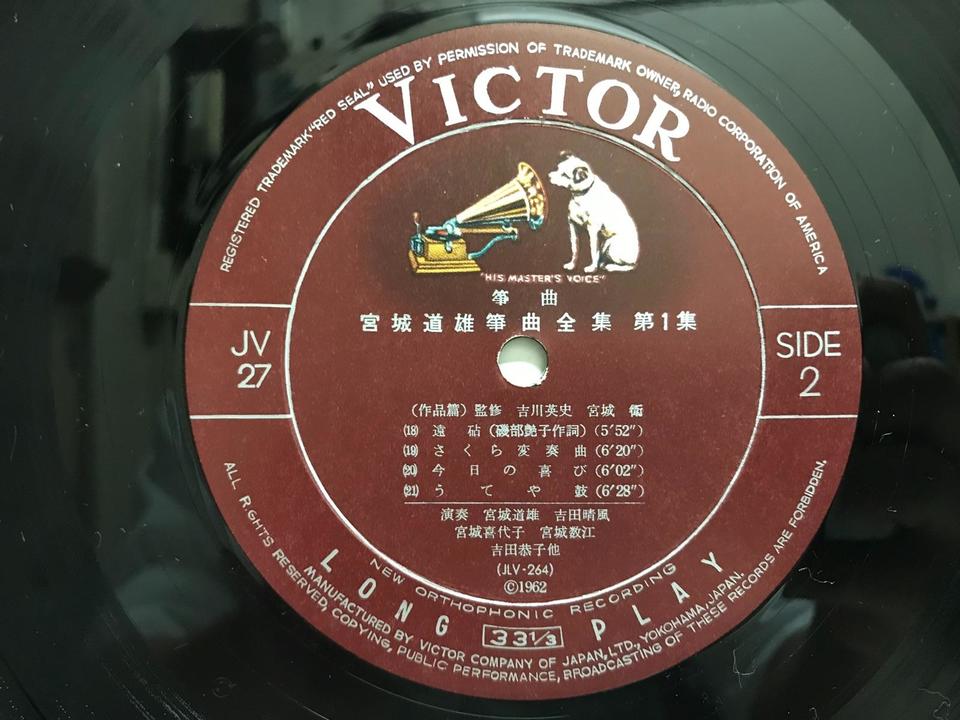 REGISTERED TRADEMARK "RED SEAL" USED BY PERMISSION OF TRADEMARK OWNER, RADIO CORPORATION OF AMERICA
VICTOR
"HIS MASTER'S VOICE"
箏曲
宮城道雄箏曲全集 第1集
JV
27
SIDE
2
(作品篇) 監修 吉川英史 宮城 衞
(18) 遠砧 (磯部艶子作詞) (5′52″)
(19) さくら変奏曲 (6′20″)
(20) 今日の喜び (6′02″)
(21) うてや鼓 (6′28″)
演奏 宮城道雄 吉田晴風
宮城喜代子 宮城数江
吉田恭子他
(JLV-264)
©1962
NEW ORTHOPHONIC RECORDING
LONG PLAY
33 1/3
MANUFACTURED BY VICTOR COMPANY OF JAPAN, LTD., YOKOHAMA, JAPAN.
ALL RIGHTS RESERVED, COPYING, PUBLIC PERFORMANCE, BROADCASTING OF THESE RECORDS ARE FORBIDDEN.